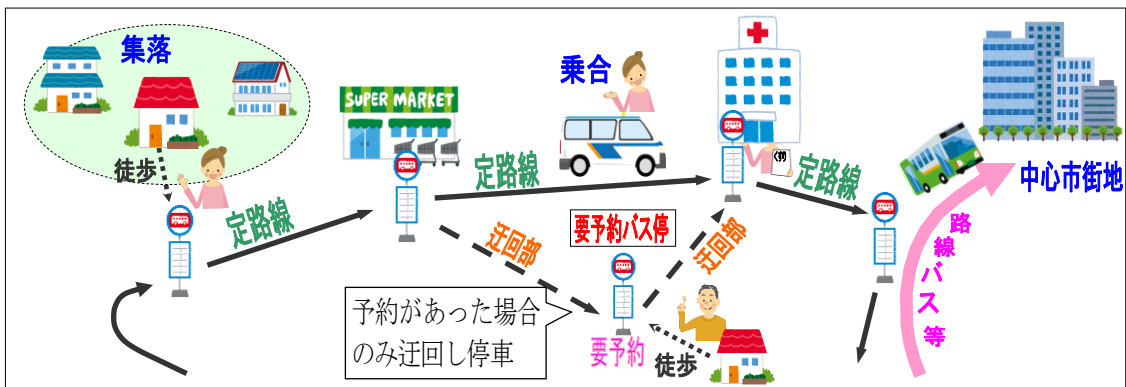 集落
徒歩
定路線
SUPER MARKET
定路線
乗合
定路線
中心市街地
路線バス等
迂回部
要予約バス停
迂回部
予約があった場合
のみ迂回し停車
要予約
徒歩